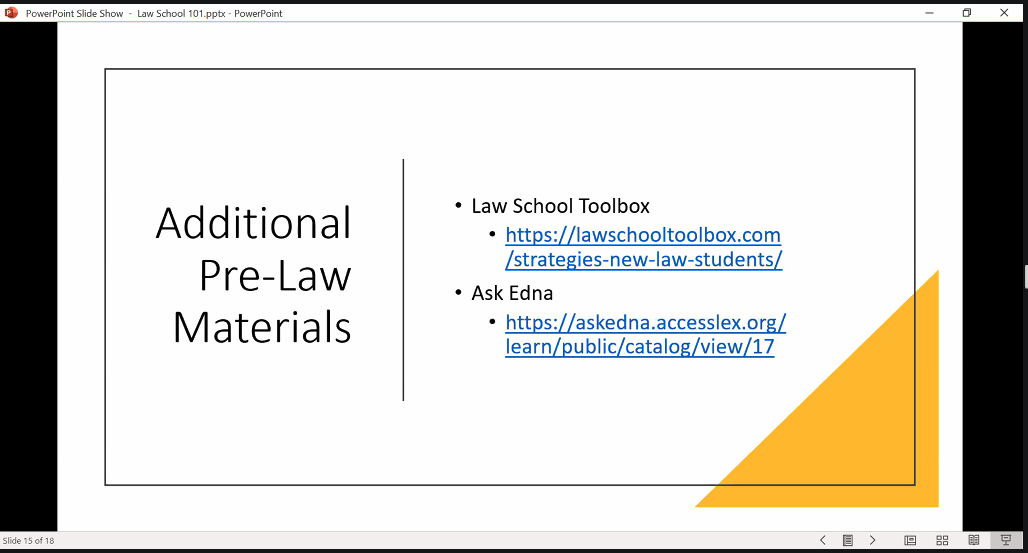 PowerPoint Slide Show - Law School 101.pptx - PowerPoint
Additional
Pre-Law
Materials
• Law School Toolbox
• https://lawschooltoolbox.com
/strategies-new-law-students/
• Ask Edna
• https://askedna.accesslex.org/
learn/public/catalog/view/17
Slide 15 of 18